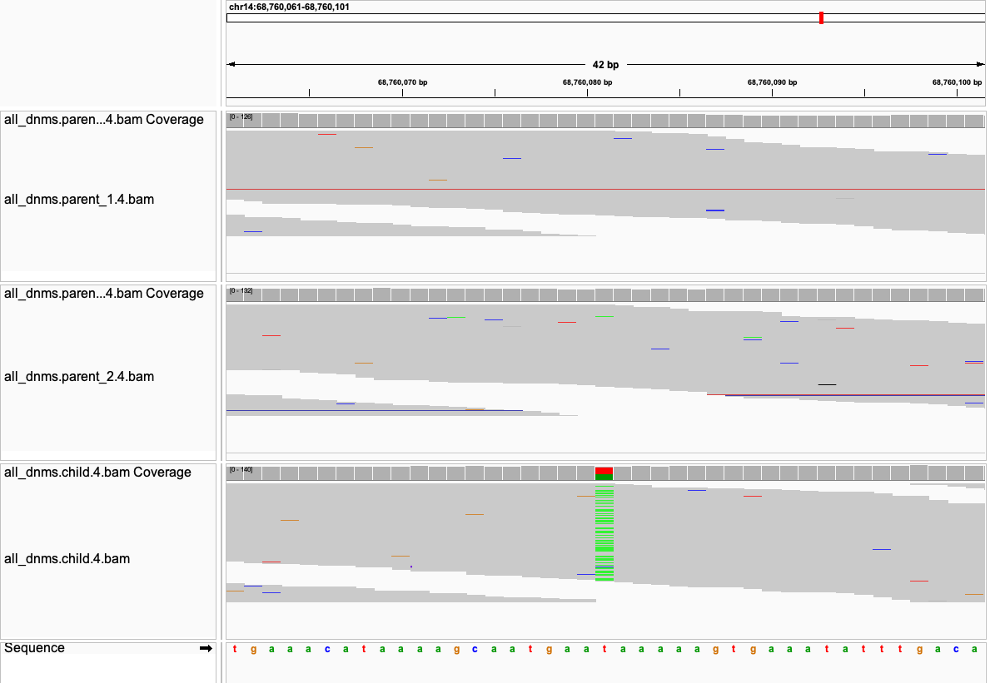 chr14:68,760,061-68,760,101
42 bp
68,760,070 bp 68,760,080 bp 68,760,090 bp 68,760,100 bp
all_dnms.paren...4.bam Coverage
[0 - 126]
all_dnms.parent_1.4.bam
all_dnms.paren...4.bam Coverage
[0 - 132]
all_dnms.parent_2.4.bam
all_dnms.child.4.bam Coverage
[0 - 140]
all_dnms.child.4.bam
Sequence
t g a a a c a t a a a a g c a a t g a a t a a a a a g t g a a a t a t t t g a c a